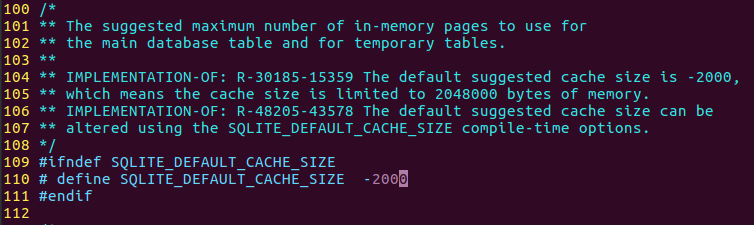 100 /*
101 ** The suggested maximum number of in-memory pages to use for
102 ** the main database table and for temporary tables.
103 **
104 ** IMPLEMENTATION-OF: R-30185-15359 The default suggested cache size is -2000,
105 ** which means the cache size is limited to 2048000 bytes of memory.
106 ** IMPLEMENTATION-OF: R-48205-43578 The default suggested cache size can be
107 ** altered using the SQLITE_DEFAULT_CACHE_SIZE compile-time options.
108 */
109 #ifndef SQLITE_DEFAULT_CACHE_SIZE
110 # define SQLITE_DEFAULT_CACHE_SIZE  -2000
111 #endif
112